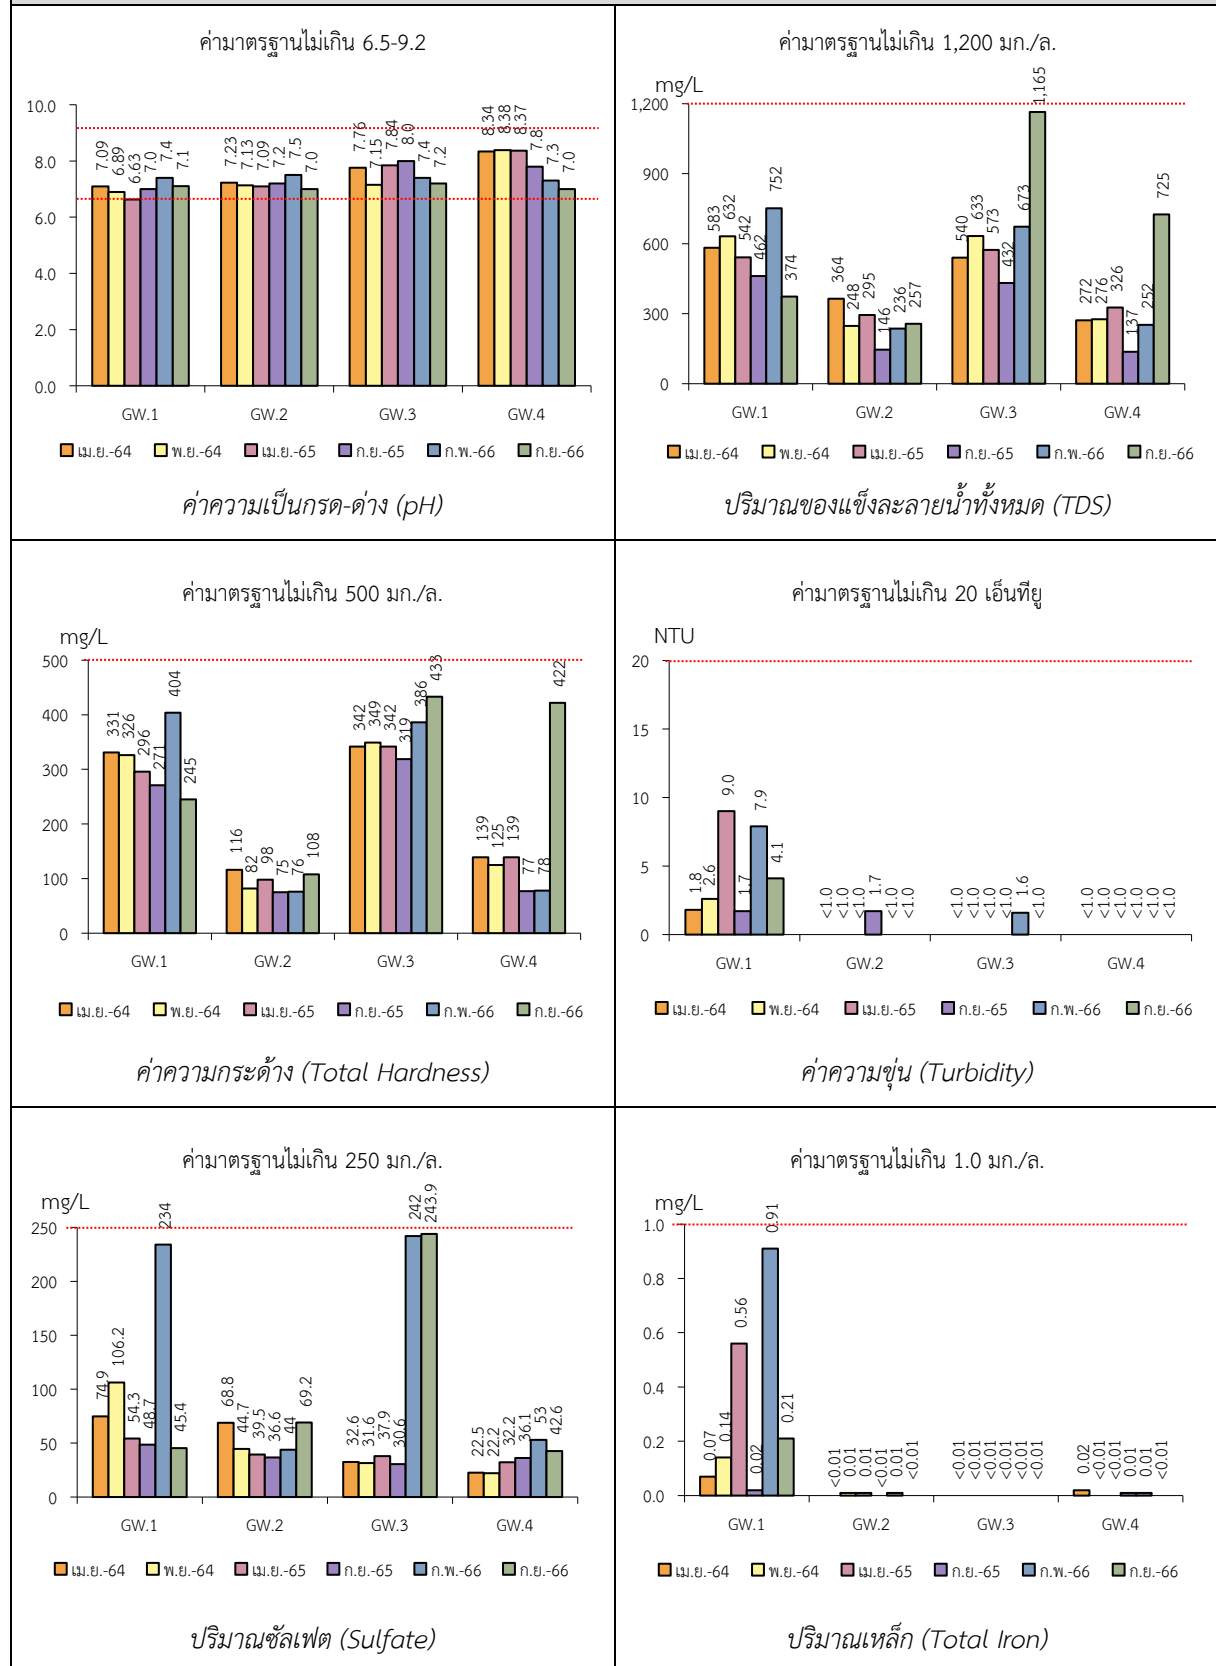 ค่ามาตรฐานไม่เกิน 6.5-9.2
10.0
8.0
6.0
4.0
2.0
0.0
7.09 6.89 6.63 7.0 7.4 7.1
7.23 7.13 7.09 7.2 7.5 7.0
7.76 7.15 7.84 8.0 7.4 7.2
8.34 8.38 8.37 7.8 7.3 7.0
GW.1 GW.2 GW.3 GW.4
เม.ย.-64 พ.ย.-64 เม.ย.-65 ก.ย.-65 ก.พ.-66 ก.ย.-66
ค่าความเป็นกรด-ด่าง (pH)
ค่ามาตรฐานไม่เกิน 1,200 มก./ล.
mg/L
1,200
900
600
300
0
583 632 542 462 752 374
364 248 295 146 236 257
540 633 573 432 673 1,165
272 276 326 137 252 725
GW.1 GW.2 GW.3 GW.4
เม.ย.-64 พ.ย.-64 เม.ย.-65 ก.ย.-65 ก.พ.-66 ก.ย.-66
ปริมาณของแข็งละลายน้ำทั้งหมด (TDS)
ค่ามาตรฐานไม่เกิน 500 มก./ล.
mg/L
500
400
300
200
100
0
331 326 296 271 404 245
116 82 98 75 76 108
342 349 342 319 386 433
139 125 139 77 78 422
GW.1 GW.2 GW.3 GW.4
เม.ย.-64 พ.ย.-64 เม.ย.-65 ก.ย.-65 ก.พ.-66 ก.ย.-66
ค่าความกระด้าง (Total Hardness)
ค่ามาตรฐานไม่เกิน 20 เอ็นทียู
NTU
20
15
10
5
0
1.8 2.6 9.0 1.7 7.9 4.1
<1.0 <1.0 <1.0 1.7 <1.0 <1.0
<1.0 <1.0 <1.0 <1.0 1.6 <1.0
<1.0 <1.0 <1.0 <1.0 <1.0 <1.0
GW.1 GW.2 GW.3 GW.4
เม.ย.-64 พ.ย.-64 เม.ย.-65 ก.ย.-65 ก.พ.-66 ก.ย.-66
ค่าความขุ่น (Turbidity)
ค่ามาตรฐานไม่เกิน 250 มก./ล.
mg/L
250
200
150
100
50
0
74.9 106.2 54.3 48.7 234 45.4
68.8 44.7 39.5 36.6 44 69.2
32.6 31.6 37.9 30.6 242 243.9
22.5 22.2 32.2 36.1 53 42.6
GW.1 GW.2 GW.3 GW.4
เม.ย.-64 พ.ย.-64 เม.ย.-65 ก.ย.-65 ก.พ.-66 ก.ย.-66
ปริมาณซัลเฟต (Sulfate)
ค่ามาตรฐานไม่เกิน 1.0 มก./ล.
mg/L
1.0
0.8
0.6
0.4
0.2
0.0
0.07 0.14 0.56 0.02 0.91 0.21
<0.01 0.01 0.01 <0.01 0.01 <0.01
<0.01 <0.01 <0.01 <0.01 <0.01 <0.01
0.02 <0.01 <0.01 0.01 0.01 <0.01
GW.1 GW.2 GW.3 GW.4
เม.ย.-64 พ.ย.-64 เม.ย.-65 ก.ย.-65 ก.พ.-66 ก.ย.-66
ปริมาณเหล็ก (Total Iron)